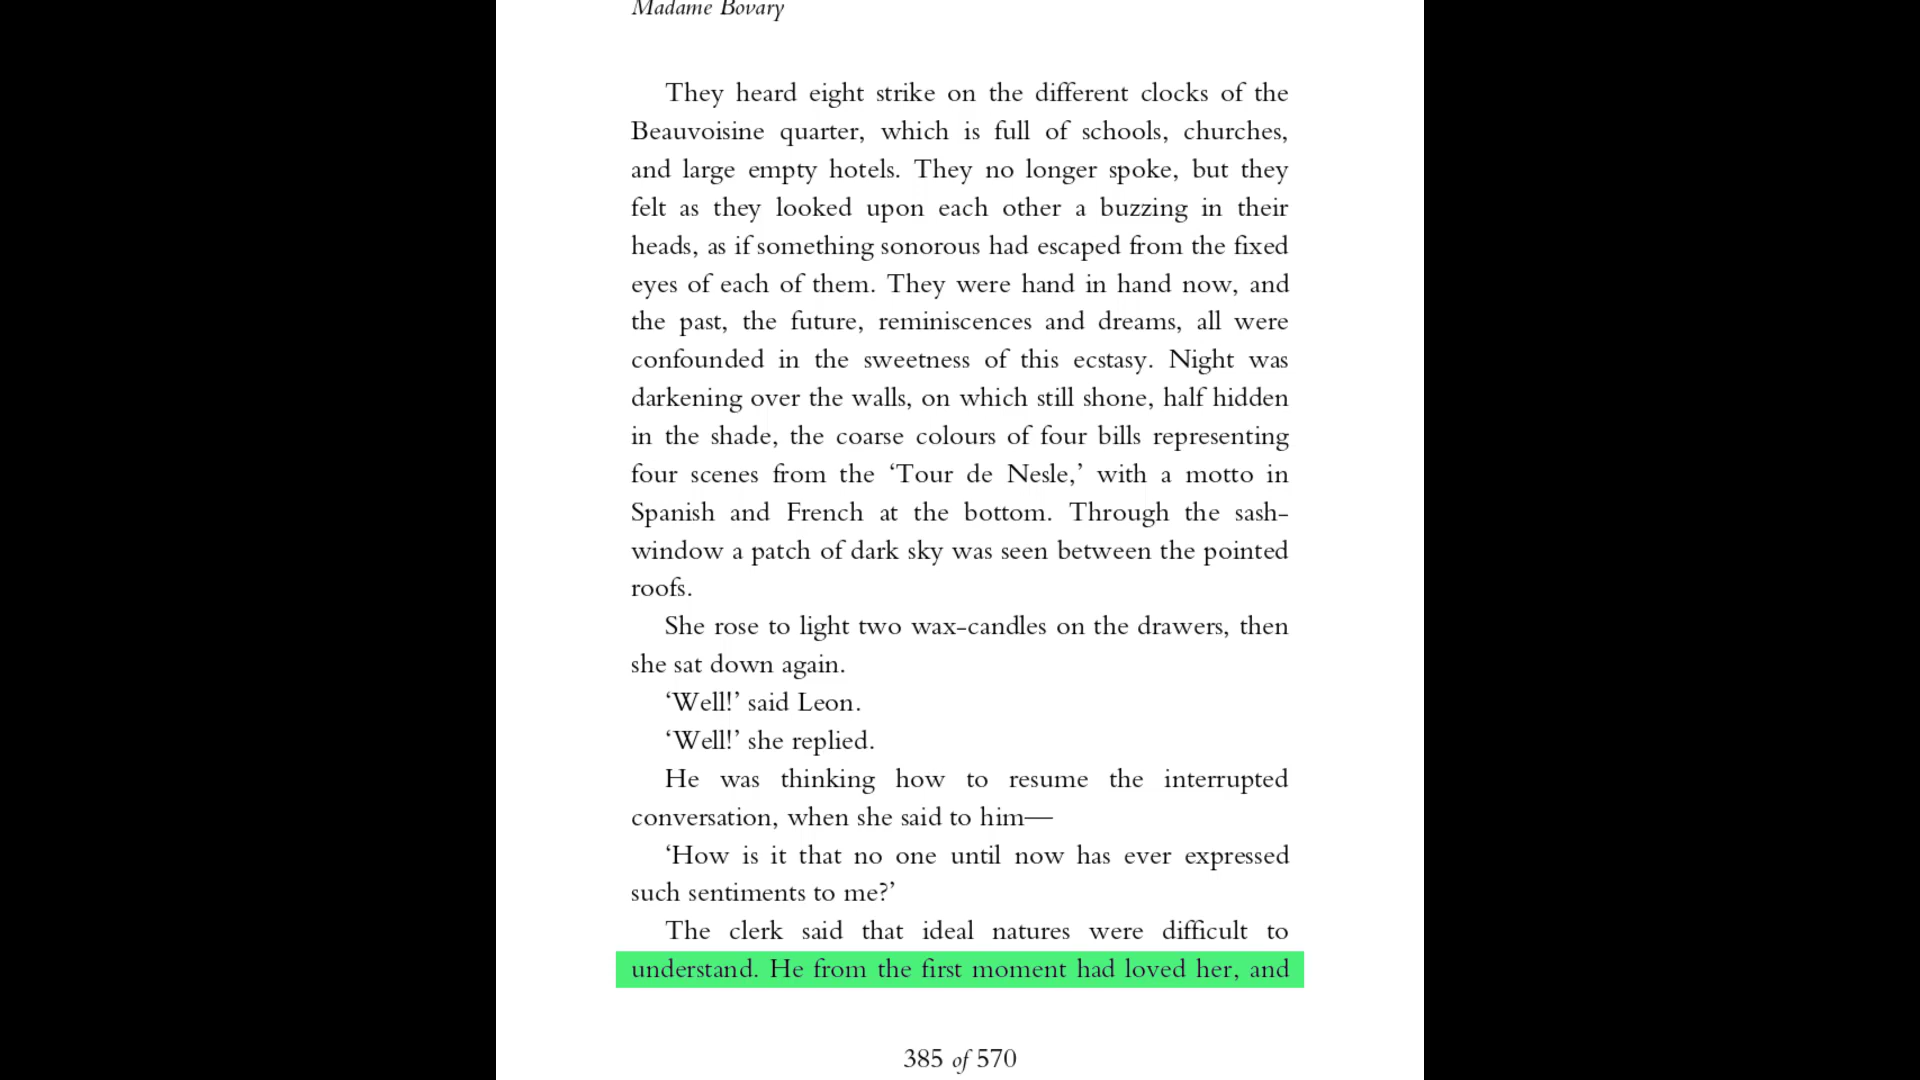 Madame Bovary
They heard eight strike on the different clocks of the
Beauvoisine quarter, which is full of schools, churches,
and large empty hotels. They no longer spoke, but they
felt as they looked upon each other a buzzing in their
heads, as if something sonorous had escaped from the fixed
eyes of each of them. They were hand in hand now, and
the past, the future, reminiscences and dreams, all were
confounded in the sweetness of this ecstasy. Night was
darkening over the walls, on which still shone, half hidden
in the shade, the coarse colours of four bills representing
four scenes from the ‘Tour de Nesle,’ with a motto in
Spanish and French at the bottom. Through the sash-
window a patch of dark sky was seen between the pointed
roofs.
She rose to light two wax-candles on the drawers, then
she sat down again.
‘Well!’ said Leon.
‘Well!’ she replied.
He was thinking how to resume the interrupted
conversation, when she said to him—
‘How is it that no one until now has ever expressed
such sentiments to me?’
The clerk said that ideal natures were difficult to
understand. He from the first moment had loved her, and
385 of 570